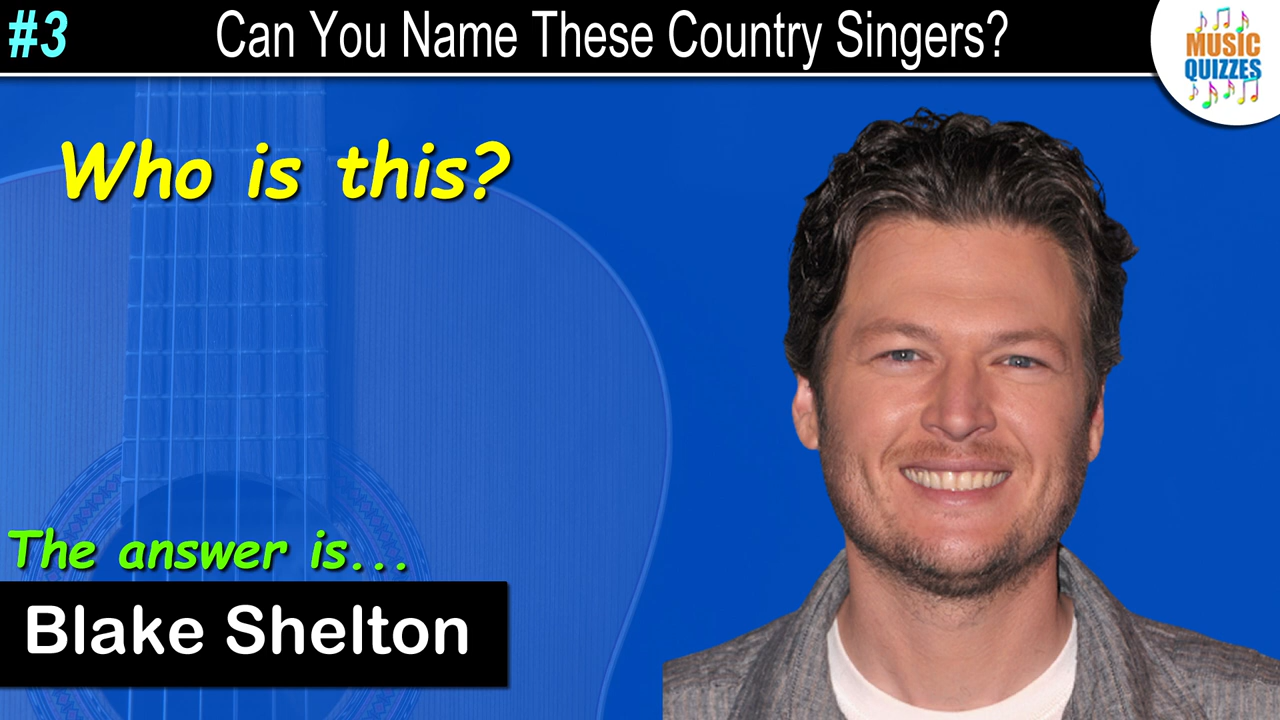 #3 Can You Name These Country Singers?
MUSIC
QUIZZES
Who is this?
The answer is...
Blake Shelton